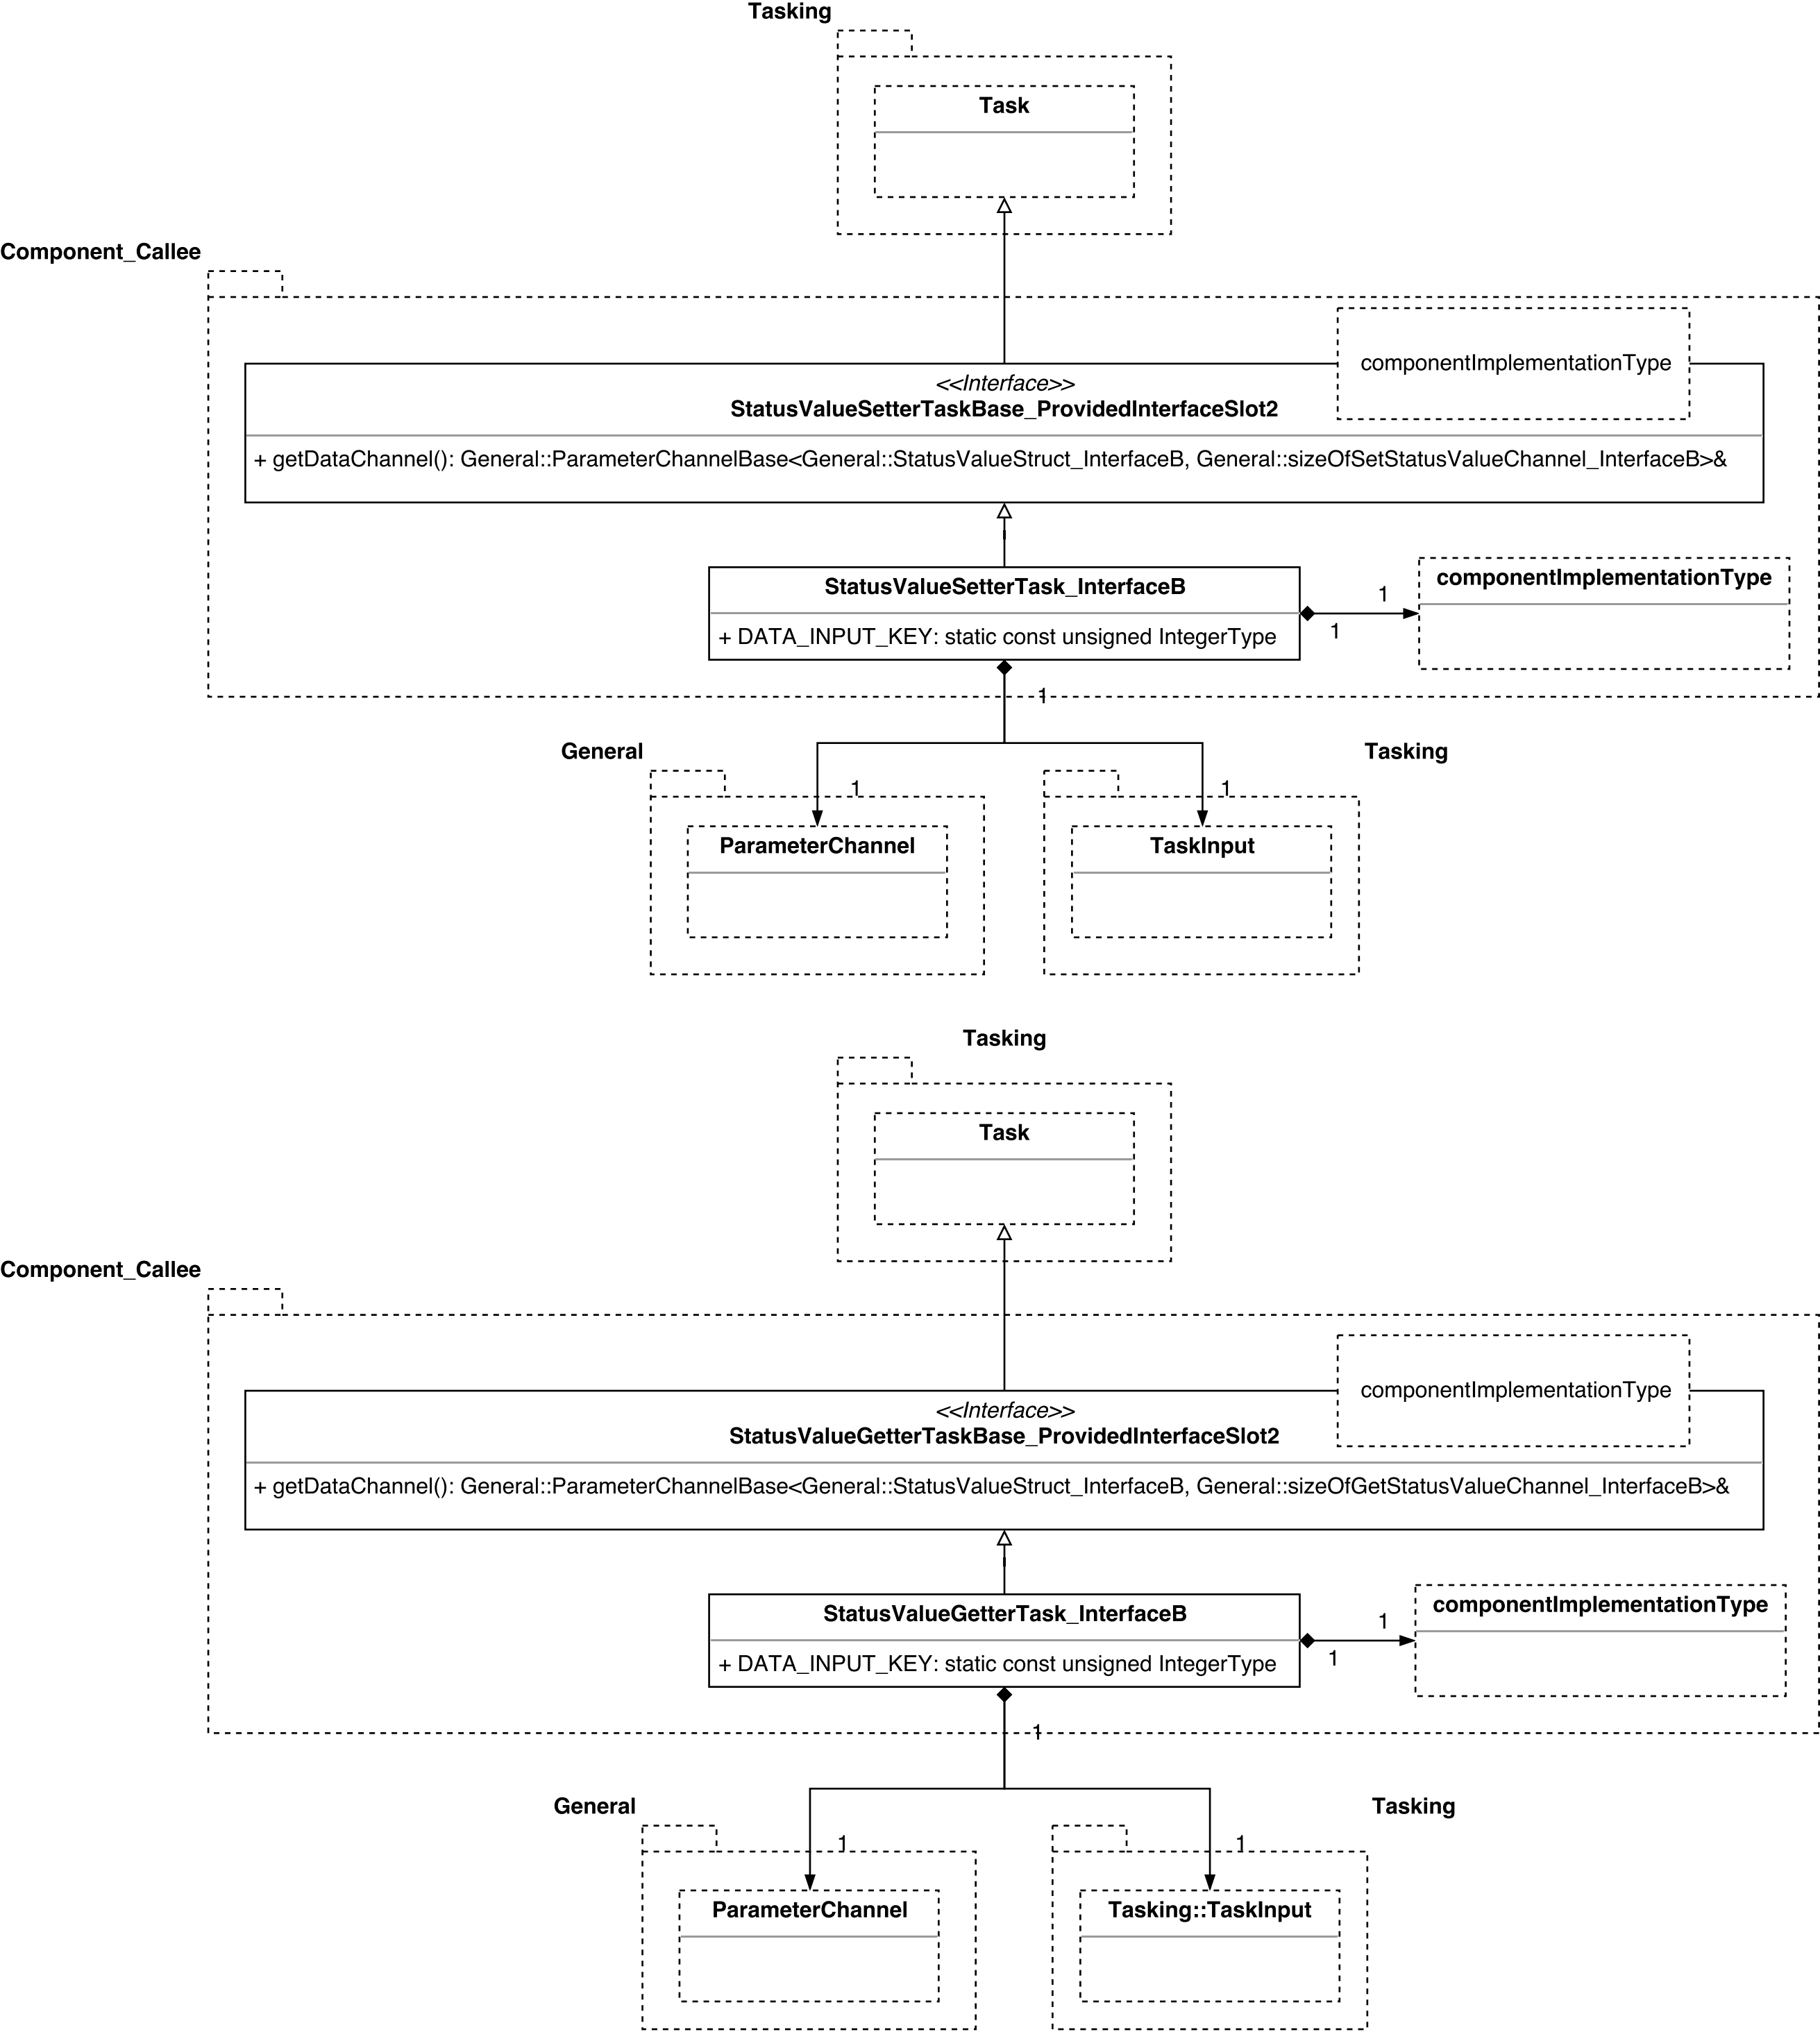 Tasking
Task
Component_Callee
componentImplementationType
<<Interface>>
StatusValueSetterTaskBase_ProvidedInterfaceSlot2
+ getDataChannel(): General::ParameterChannelBase<General::StatusValueStruct_InterfaceB, General::sizeOfSetStatusValueChannel_InterfaceB>&
StatusValueSetterTask_InterfaceB
+ DATA_INPUT_KEY: static const unsigned IntegerType
1
1
componentImplementationType
1
General
Tasking
1
1
ParameterChannel
TaskInput
Tasking
Task
Component_Callee
componentImplementationType
<<Interface>>
StatusValueGetterTaskBase_ProvidedInterfaceSlot2
+ getDataChannel(): General::ParameterChannelBase<General::StatusValueStruct_InterfaceB, General::sizeOfGetStatusValueChannel_InterfaceB>&
StatusValueGetterTask_InterfaceB
+ DATA_INPUT_KEY: static const unsigned IntegerType
1
1
componentImplementationType
1
General
Tasking
1
1
ParameterChannel
Tasking::TaskInput